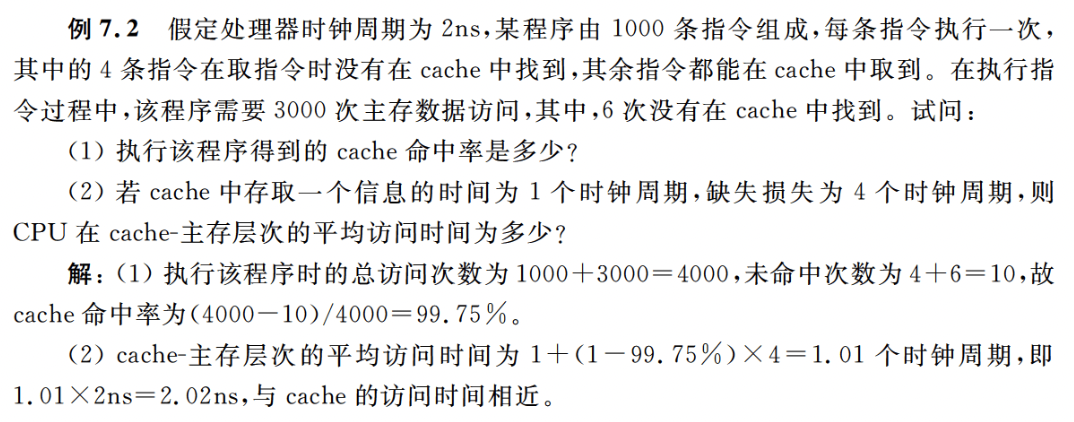 例 7.2 假定处理器时钟周期为 2ns,某程序由 1000 条指令组成,每条指令执行一次,
其中的 4 条指令在取指令时没有在 cache 中找到,其余指令都能在 cache 中取到。在执行指
令过程中,该程序需要 3000 次主存数据访问,其中,6 次没有在 cache 中找到。试问:
(1) 执行该程序得到的 cache 命中率是多少?
(2) 若 cache 中存取一个信息的时间为 1 个时钟周期,缺失损失为 4 个时钟周期,则
CPU 在 cache-主存层次的平均访问时间为多少?
解:(1) 执行该程序时的总访问次数为 1000+3000=4000,未命中次数为 4+6=10,故
cache 命中率为(4000-10)/4000=99.75%。
(2) cache-主存层次的平均访问时间为 1+(1-99.75%)×4=1.01 个时钟周期,即
1.01×2ns=2.02ns,与 cache 的访问时间相近。